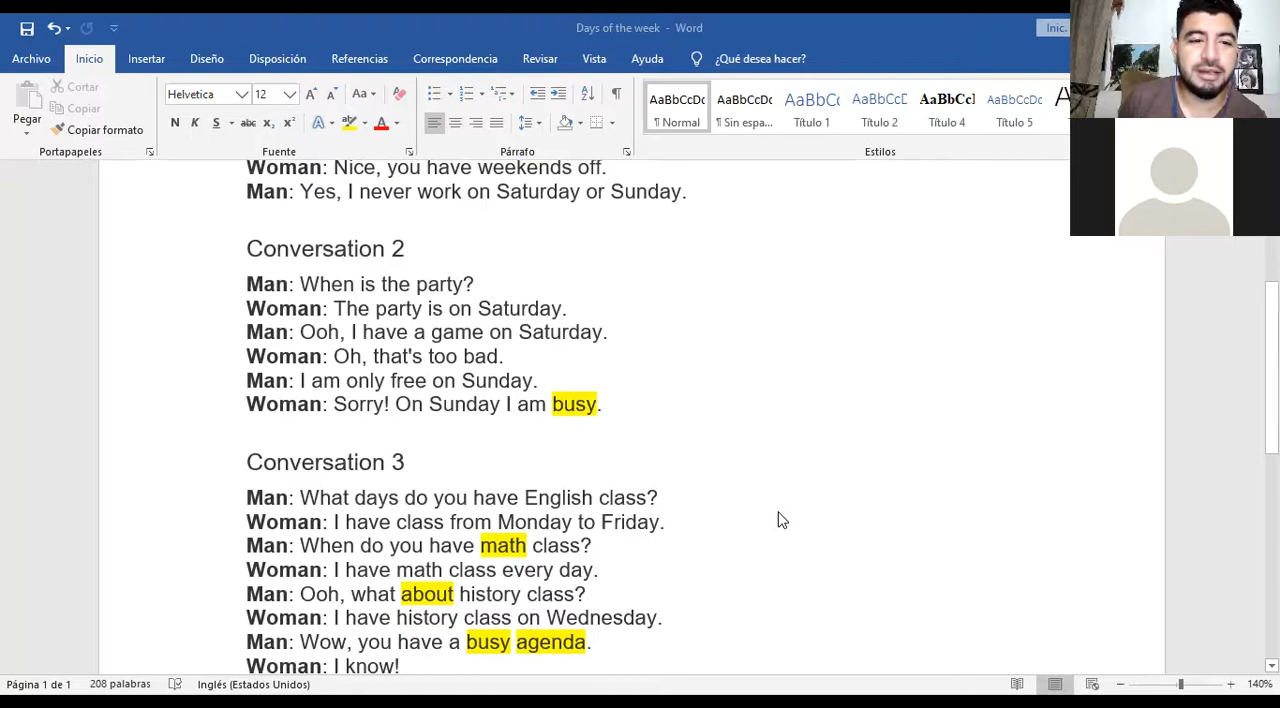 Days of the week - Word
Inic.
Archivo Inicio Insertar Diseño Disposición Referencias Correspondencia Revisar Vista Ayuda ¿Qué desea hacer?
Pegar
Cortar
Copiar
Copiar formato
Portapapeles
Helvetica 12
N K S abc x₂ x²
Fuente
Párrafo
AaBbCcDc AaBbCcDc AaBbCc AaBbCcD AaBbCcI AaBbCcD
¶ Normal ¶ Sin espa... Título 1 Título 2 Título 4 Título 5
Estilos
Woman: Nice, you have weekends off.
Man: Yes, I never work on Saturday or Sunday.
Conversation 2
Man: When is the party?
Woman: The party is on Saturday.
Man: Ooh, I have a game on Saturday.
Woman: Oh, that's too bad.
Man: I am only free on Sunday.
Woman: Sorry! On Sunday I am busy.
Conversation 3
Man: What days do you have English class?
Woman: I have class from Monday to Friday.
Man: When do you have math class?
Woman: I have math class every day.
Man: Ooh, what about history class?
Woman: I have history class on Wednesday.
Man: Wow, you have a busy agenda.
Woman: I know!
Página 1 de 1 208 palabras Inglés (Estados Unidos) 140%